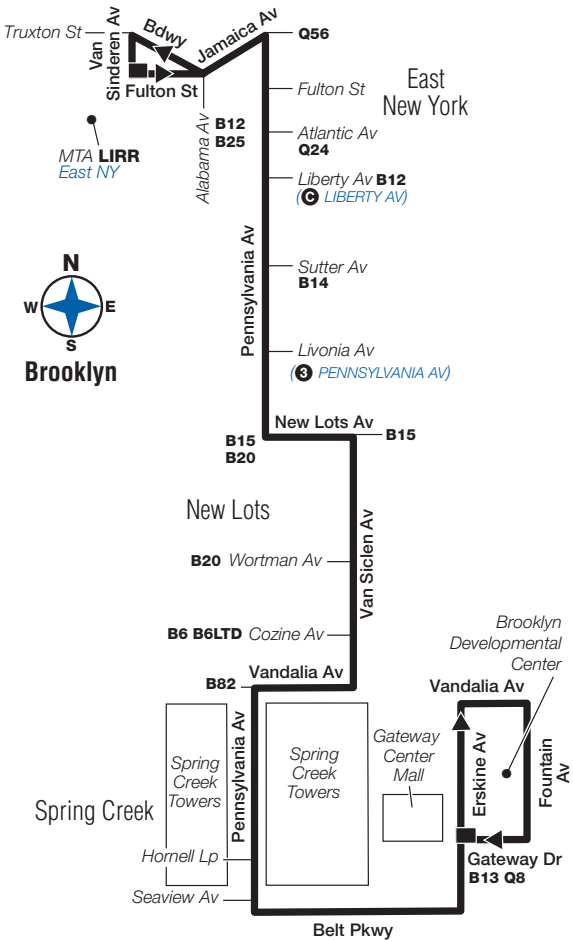 Truxton St
Van
Sinderen Av
Bdwy
Jamaica Av
Q56
Fulton St
Fulton St
East
New York
Alabama Av
B12
B25
Atlantic Av
Q24
MTA LIRR
East NY
Liberty Av B12
(C LIBERTY AV)
Pennsylvania Av
Sutter Av
B14
N
W
E
S
Brooklyn
Livonia Av
(3 PENNSYLVANIA AV)
New Lots Av
B15
B15
B20
New Lots
Van Siclen Av
B20 Wortman Av
B6 B6LTD Cozine Av
Brooklyn
Developmental
Center
Vandalia Av
B82
Vandalia Av
Pennsylvania Av
Spring
Creek
Towers
Spring
Creek
Towers
Gateway
Center
Mall
Erskine Av
Fountain
Av
Spring Creek
Hornell Lp
Gateway Dr
B13 Q8
Seaview Av
Belt Pkwy